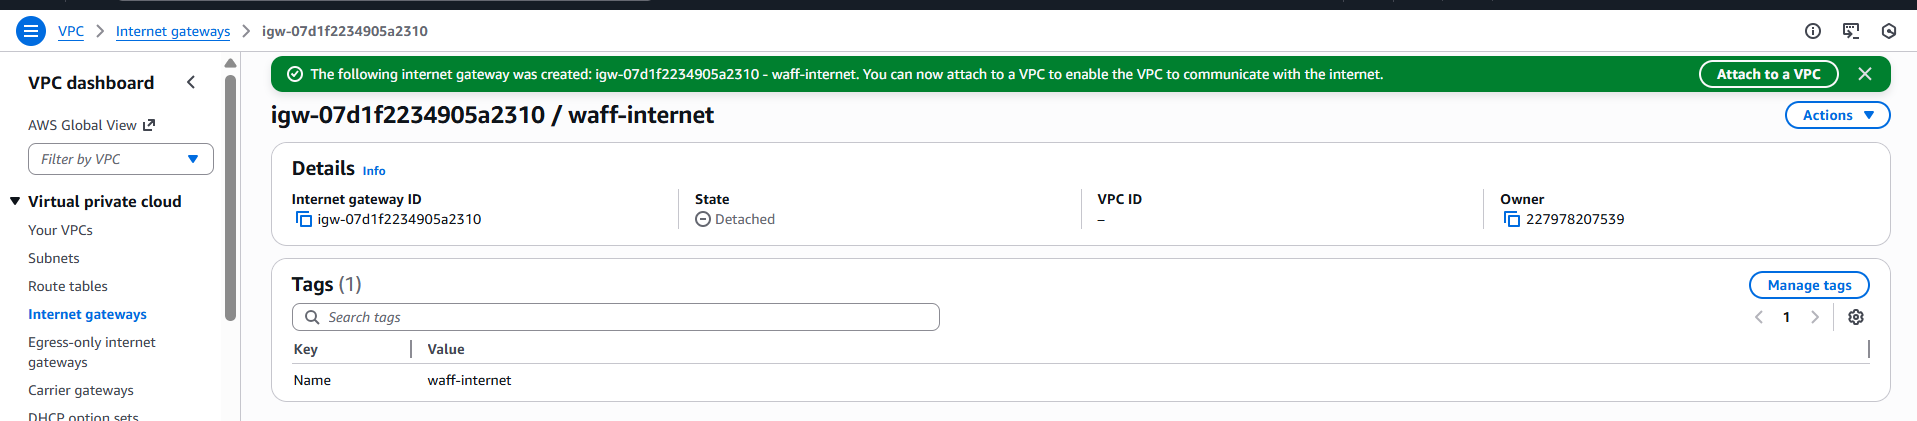 VPC > Internet gateways > igw-07d1f2234905a2310
VPC dashboard
AWS Global View
Filter by VPC
Virtual private cloud
Your VPCs
Subnets
Route tables
Internet gateways
Egress-only internet
gateways
Carrier gateways
DHCP option sets
The following internet gateway was created: igw-07d1f2234905a2310 - waff-internet. You can now attach to a VPC to enable the VPC to communicate with the internet.
Attach to a VPC
igw-07d1f2234905a2310 / waff-internet
Actions
Details Info
Internet gateway ID
igw-07d1f2234905a2310
State
Detached
VPC ID
–
Owner
227978207539
Tags (1)
Manage tags
Search tags
1
Key Value
Name waff-internet